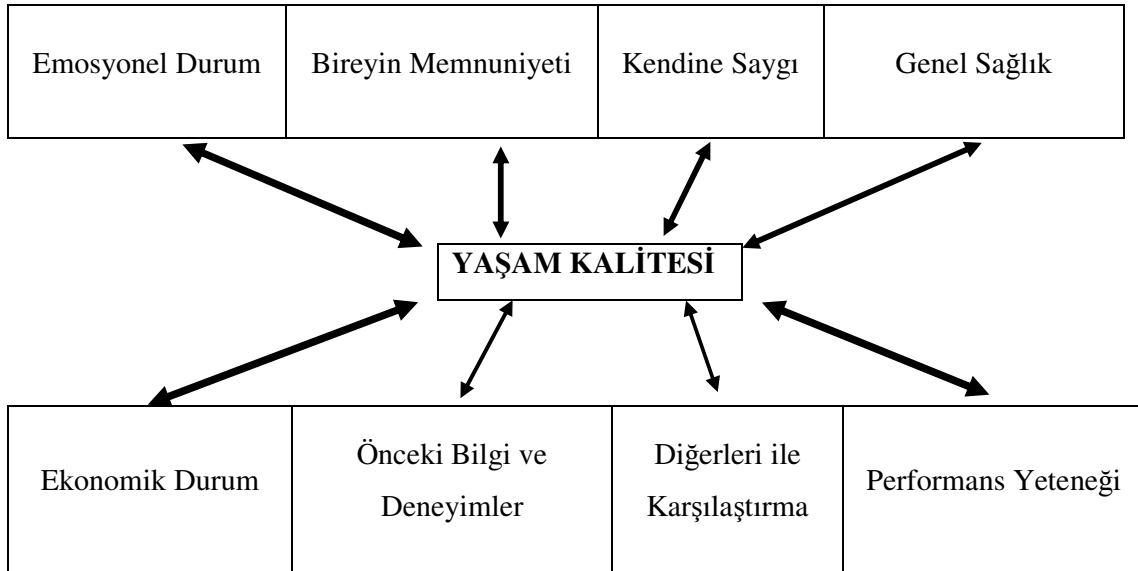 Emosyonel Durum
Bireyin Memnuniyeti
Kendine Saygı
Genel Sağlık
YAŞAM KALİTESİ
Ekonomik Durum
Önceki Bilgi ve
Deneyimler
Diğerleri ile
Karşılaştırma
Performans Yeteneği